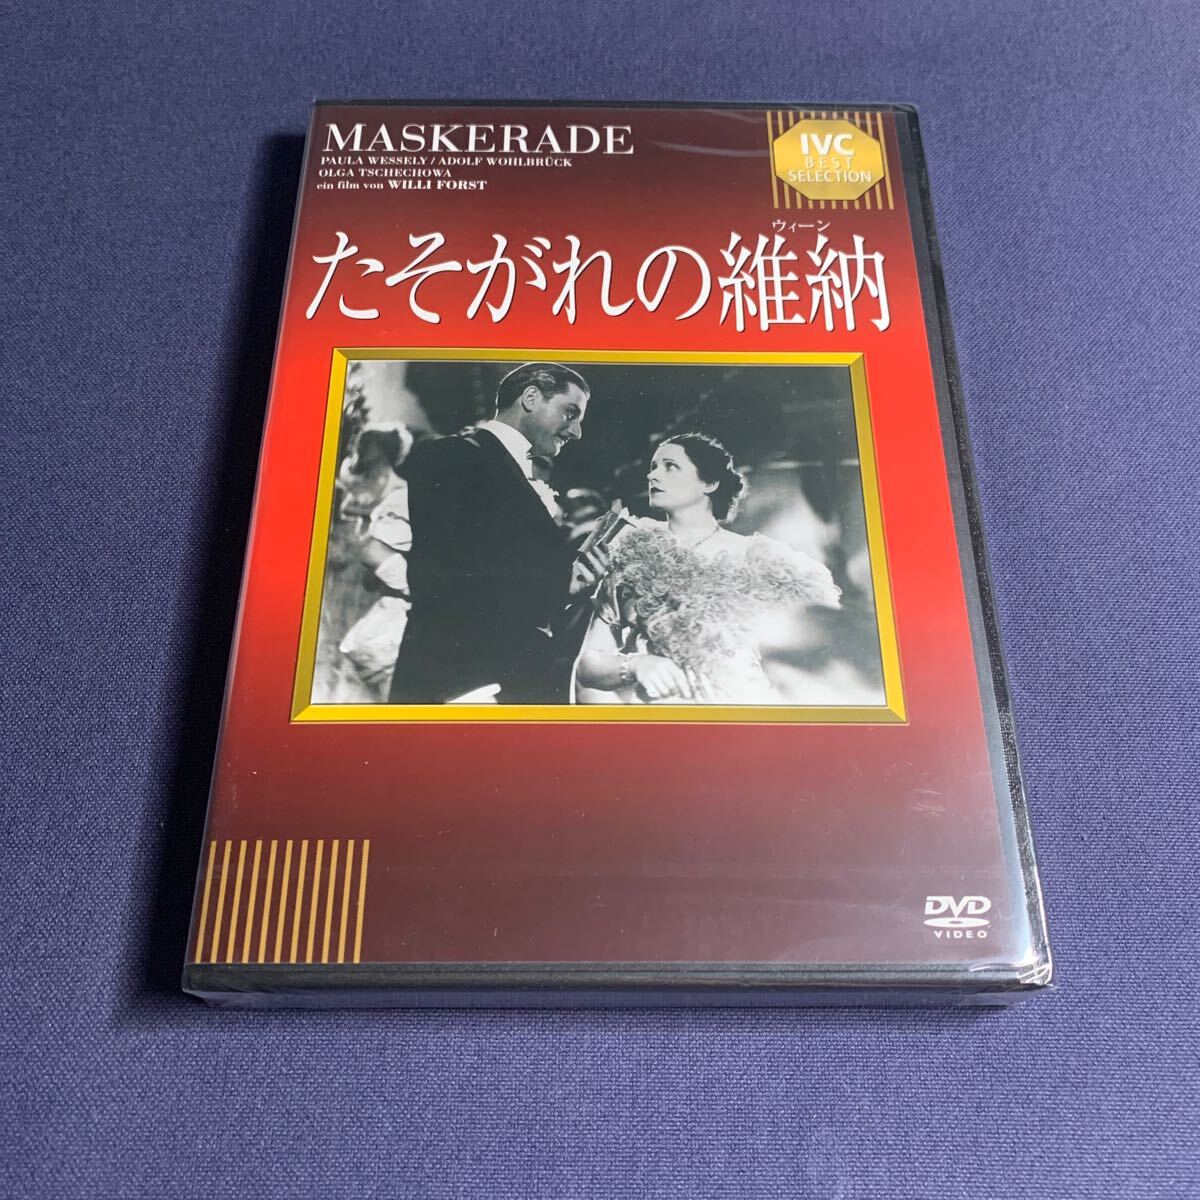 MASKERADE
PAULA WESSELY / ADOLF WOHLBRÜCK
OLGA TSCHECHOWA
ein film von WILLI FORST
IVC
BEST
SELECTION
ウィーン
たそがれの維納
DVD
VIDEO